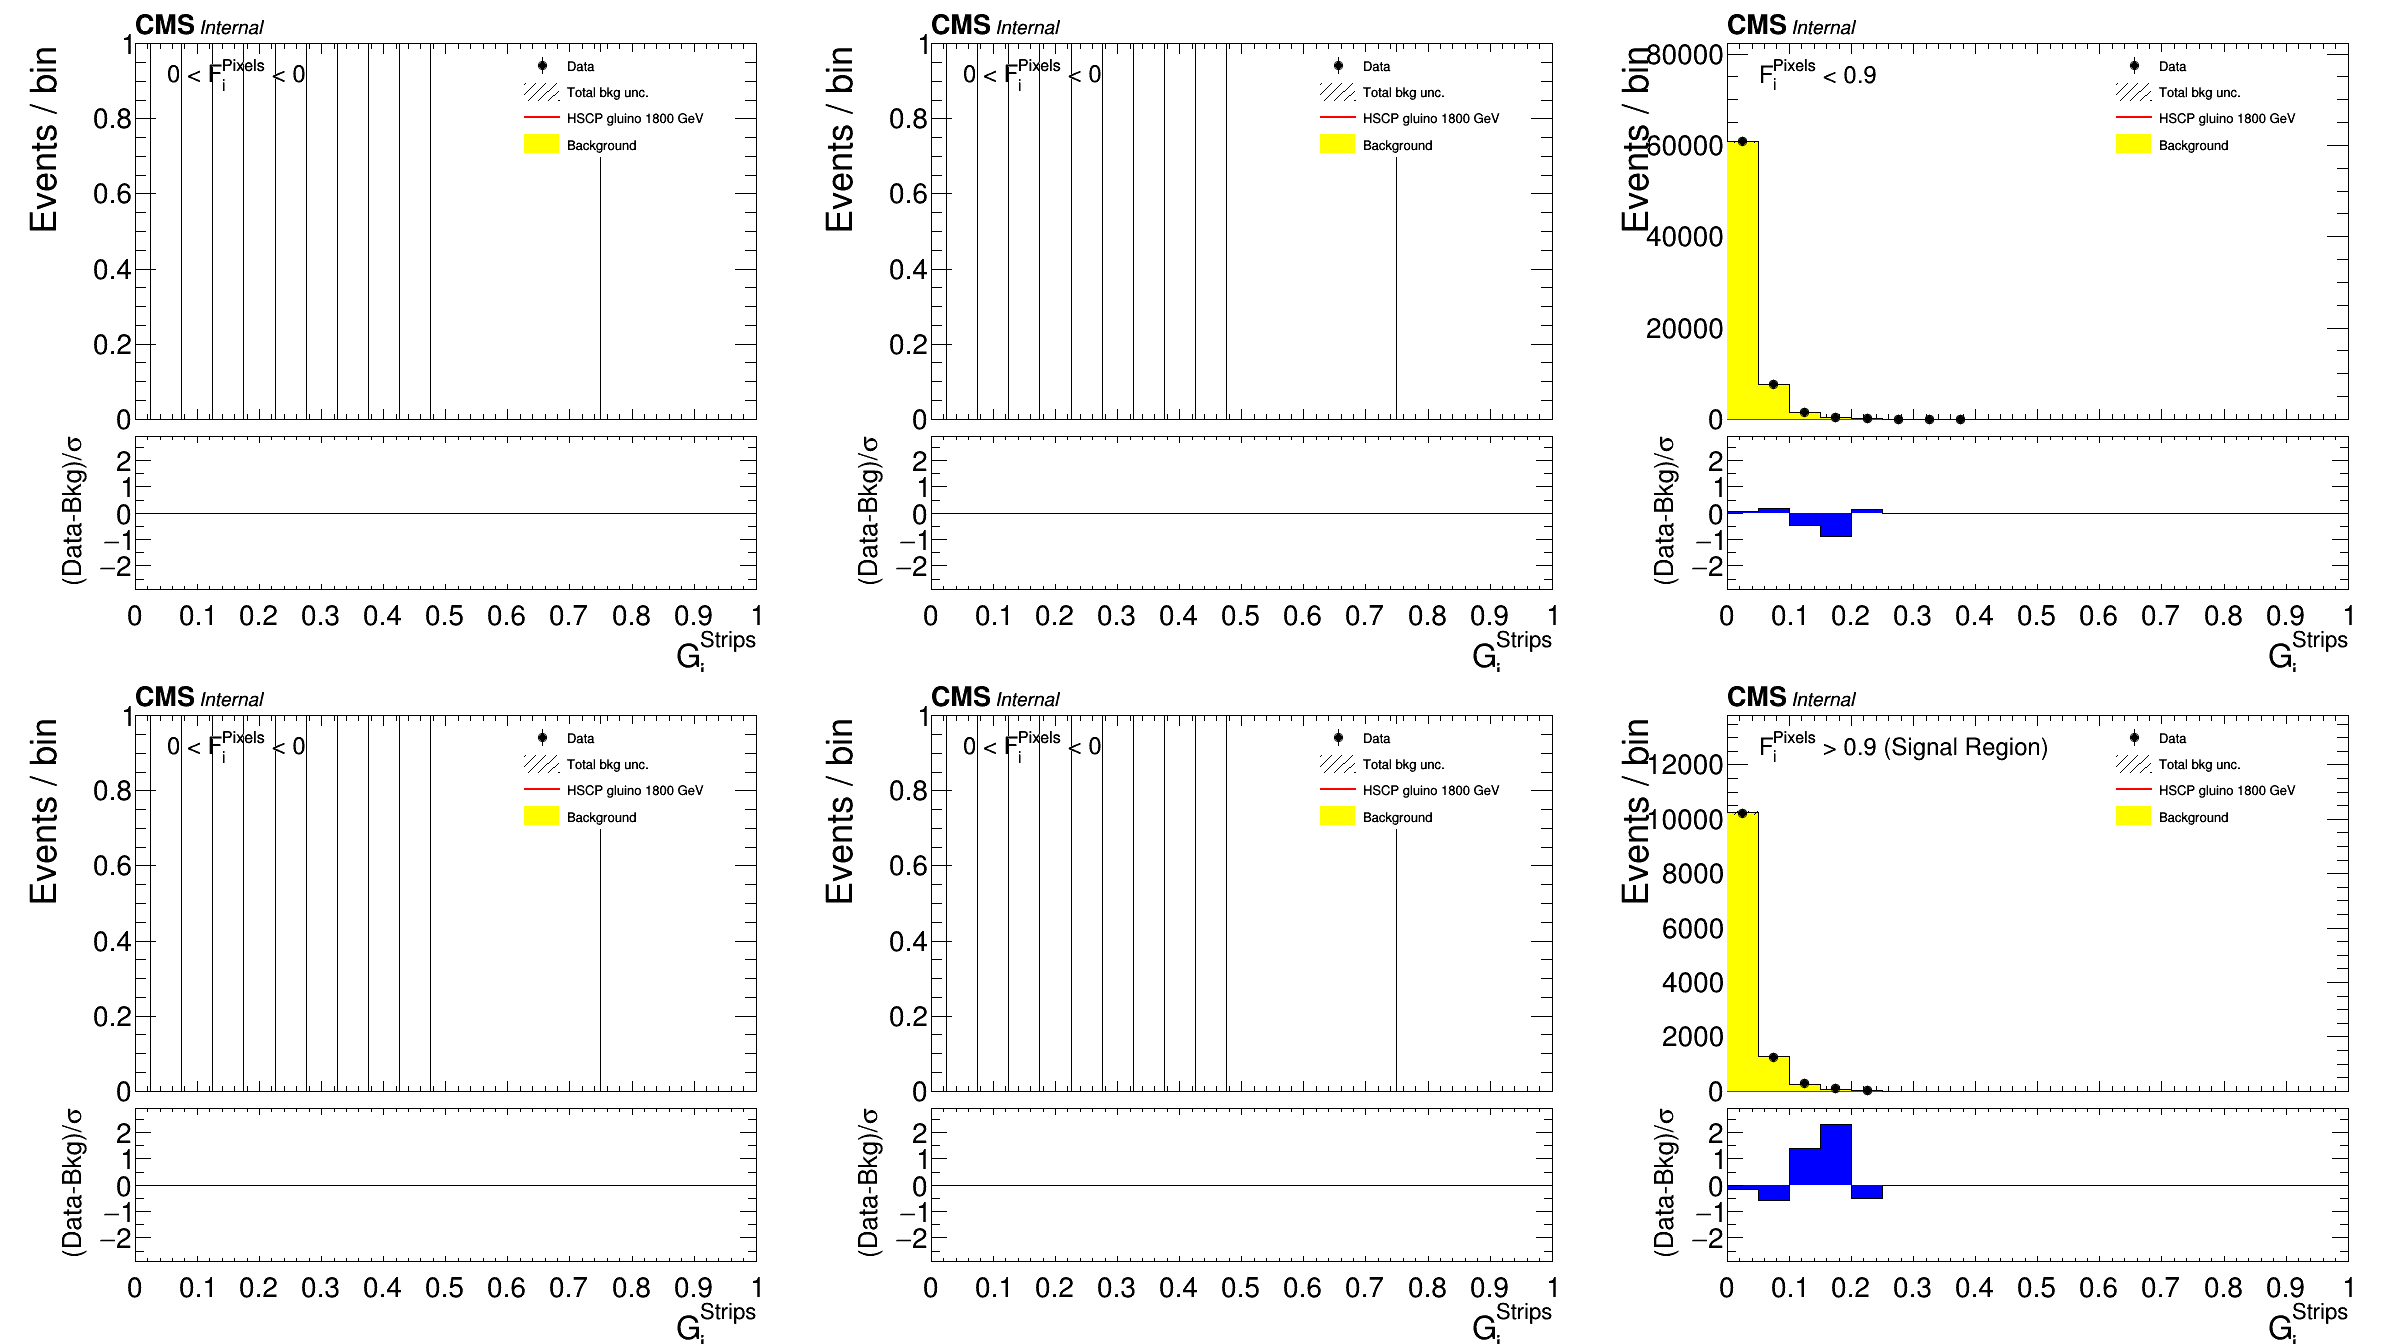 CMS Internal
Events / bin
1
0.8
0.6
0.4
0.2
0
0 < F_i^Pixels < 0
Data
Total bkg unc.
HSCP gluino 1800 GeV
Background
(Data-Bkg)/σ
2
1
0
−1
−2
0 0.1 0.2 0.3 0.4 0.5 0.6 0.7 0.8 0.9 1
G_i^Strips
CMS Internal
Events / bin
1
0.8
0.6
0.4
0.2
0
0 < F_i^Pixels < 0
Data
Total bkg unc.
HSCP gluino 1800 GeV
Background
(Data-Bkg)/σ
2
1
0
−1
−2
0 0.1 0.2 0.3 0.4 0.5 0.6 0.7 0.8 0.9 1
G_i^Strips
CMS Internal
Events / bin
80000
60000
40000
20000
0
F_i^Pixels < 0.9
Data
Total bkg unc.
HSCP gluino 1800 GeV
Background
(Data-Bkg)/σ
2
1
0
−1
−2
0 0.1 0.2 0.3 0.4 0.5 0.6 0.7 0.8 0.9 1
G_i^Strips
CMS Internal
Events / bin
1
0.8
0.6
0.4
0.2
0
0 < F_i^Pixels < 0
Data
Total bkg unc.
HSCP gluino 1800 GeV
Background
(Data-Bkg)/σ
2
1
0
−1
−2
0 0.1 0.2 0.3 0.4 0.5 0.6 0.7 0.8 0.9 1
G_i^Strips
CMS Internal
Events / bin
1
0.8
0.6
0.4
0.2
0
0 < F_i^Pixels < 0
Data
Total bkg unc.
HSCP gluino 1800 GeV
Background
(Data-Bkg)/σ
2
1
0
−1
−2
0 0.1 0.2 0.3 0.4 0.5 0.6 0.7 0.8 0.9 1
G_i^Strips
CMS Internal
Events / bin
12000
10000
8000
6000
4000
2000
0
F_i^Pixels > 0.9 (Signal Region)
Data
Total bkg unc.
HSCP gluino 1800 GeV
Background
(Data-Bkg)/σ
2
1
0
−1
−2
0 0.1 0.2 0.3 0.4 0.5 0.6 0.7 0.8 0.9 1
G_i^Strips